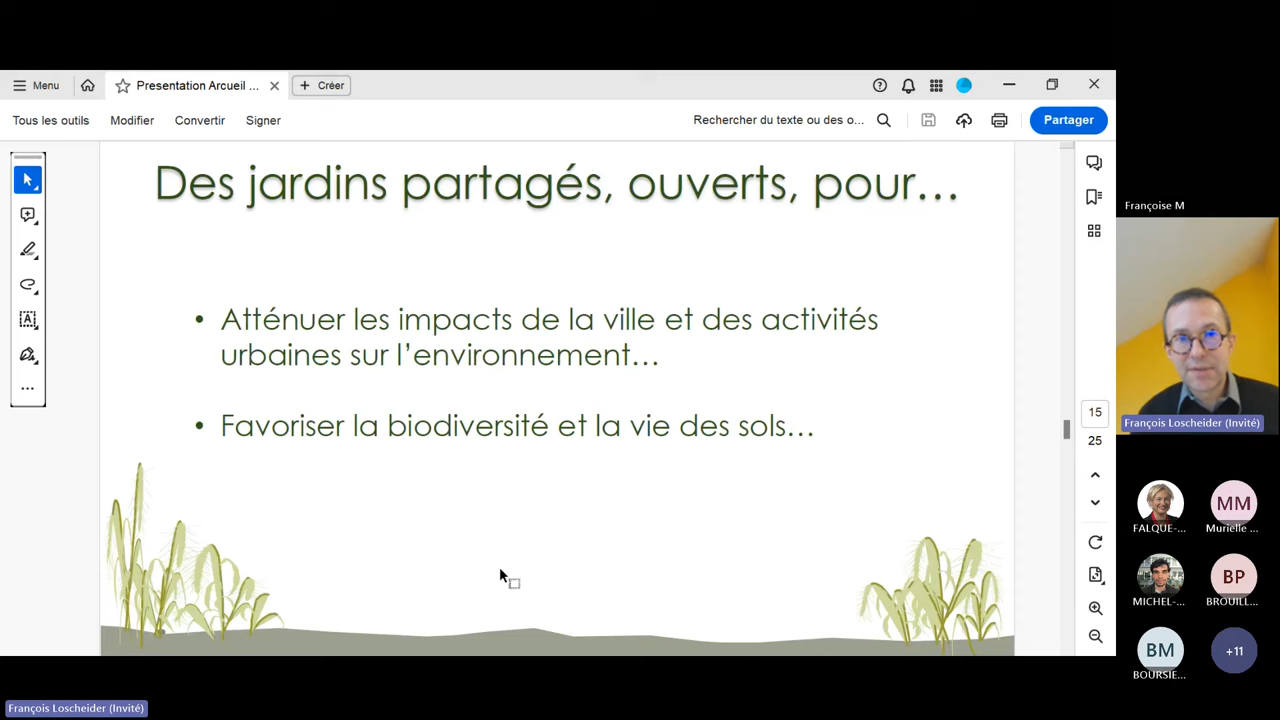 Menu
Presentation Arcueil ...
Créer
Tous les outils
Modifier
Convertir
Signer
Rechercher du texte ou des o...
Partager
Des jardins partagés, ouverts, pour…
• Atténuer les impacts de la ville et des activités
urbaines sur l’environnement…
• Favoriser la biodiversité et la vie des sols…
15
25
Françoise M
François Loscheider (Invité)
FALQUE-...
MM
Murielle ...
MICHEL-...
BP
BROUILL...
BM
BOURSIE...
+11
François Loscheider (Invité)